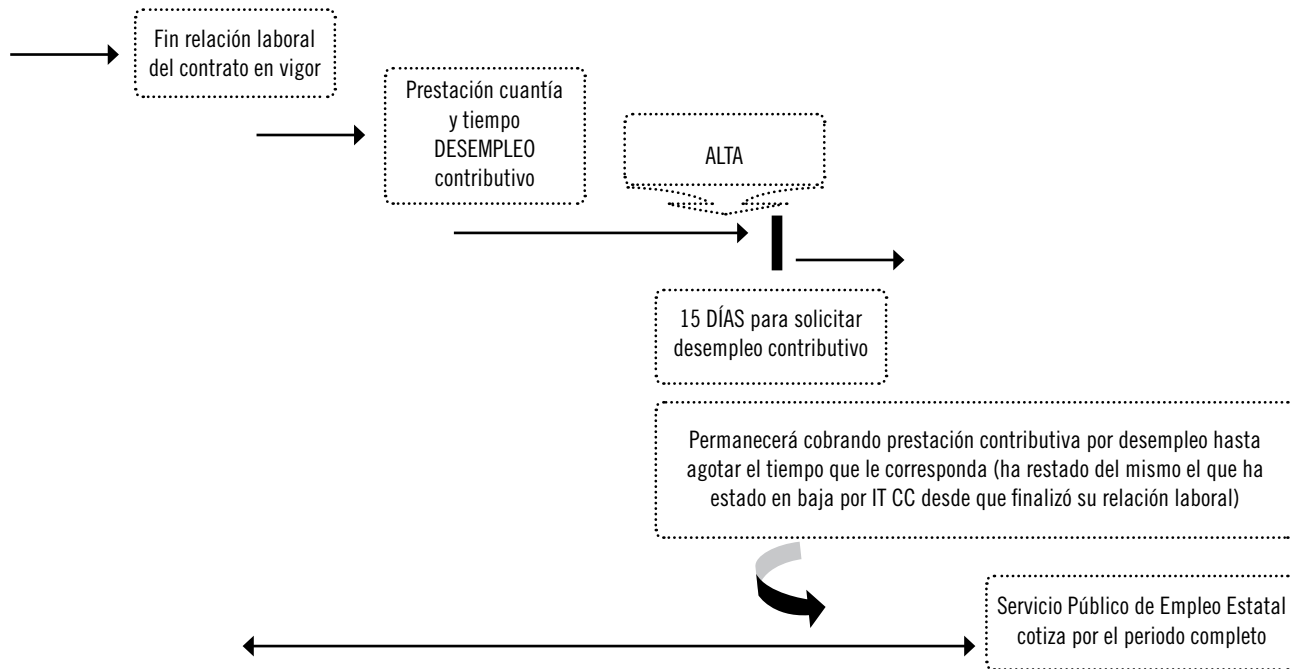 Fin relación laboral
del contrato en vigor
Prestación cuantía
y tiempo
DESEMPLEO
contributivo
ALTA
15 DÍAS para solicitar
desempleo contributivo
Permanecerá cobrando prestación contributiva por desempleo hasta
agotar el tiempo que le corresponda (ha restado del mismo el que ha
estado en baja por IT CC desde que finalizó su relación laboral)
Servicio Público de Empleo Estatal
cotiza por el periodo completo